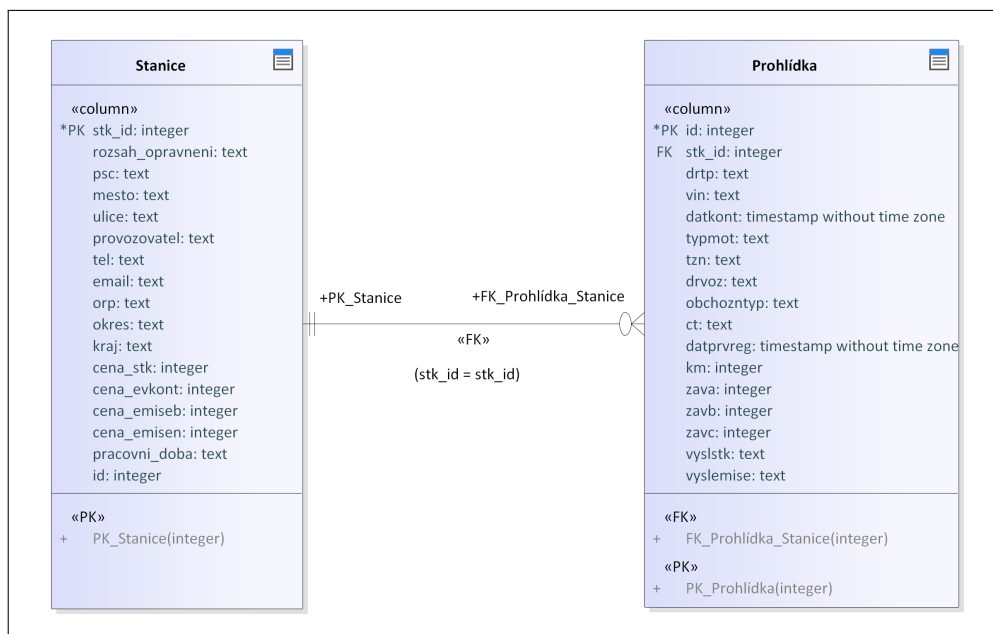 Stanice
«column»
*PK stk_id: integer
rozsah_opravneni: text
psc: text
mesto: text
ulice: text
provozovatel: text
tel: text
email: text
orp: text
okres: text
kraj: text
cena_stk: integer
cena_evkont: integer
cena_emiseb: integer
cena_emisen: integer
pracovni_doba: text
id: integer
«PK»
+ PK_Stanice(integer)
+PK_Stanice
+FK_Prohlídka_Stanice
«FK»
(stk_id = stk_id)
Prohlídka
«column»
*PK id: integer
FK stk_id: integer
drtp: text
vin: text
datkont: timestamp without time zone
typmot: text
tzn: text
drvoz: text
obchozntyp: text
ct: text
datprvreg: timestamp without time zone
km: integer
zava: integer
zavb: integer
zavc: integer
vyslstk: text
vyslemise: text
«FK»
+ FK_Prohlídka_Stanice(integer)
«PK»
+ PK_Prohlídka(integer)